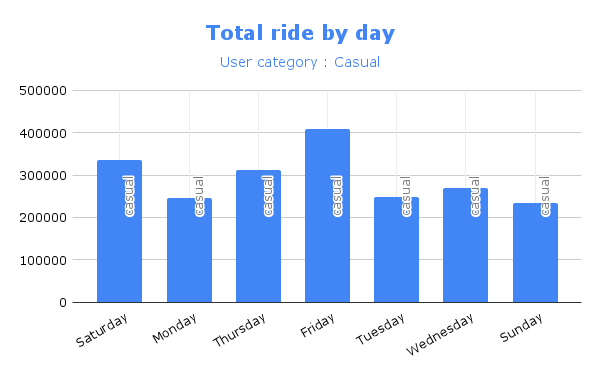 Total ride by day
User category : Casual
500000
400000
300000
200000
100000
0
casual
casual
casual
casual
casual
casual
casual
Saturday
Monday
Thursday
Friday
Tuesday
Wednesday
Sunday